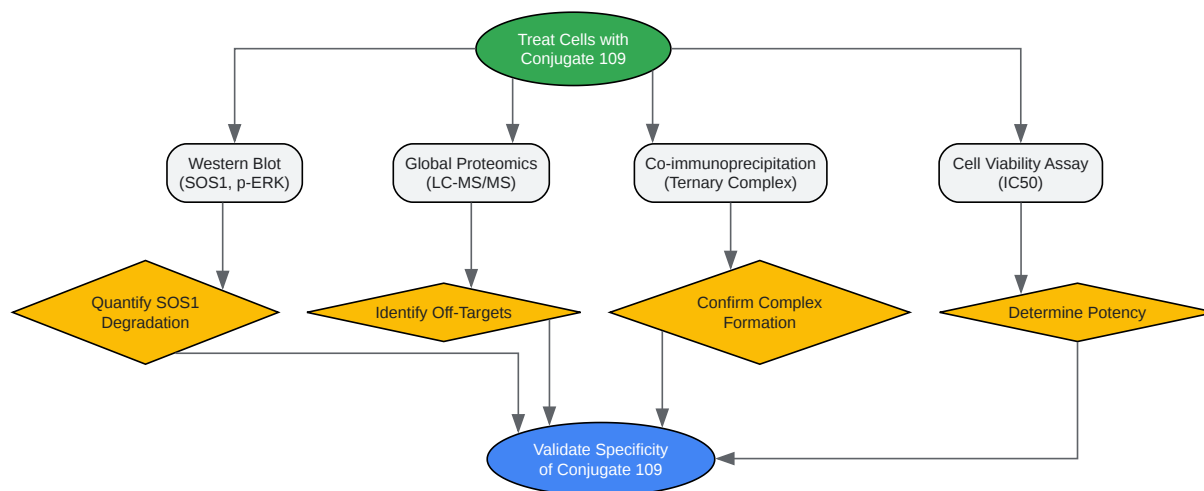 Treat Cells with
Conjugate 109
Western Blot
(SOS1, p-ERK)
Global Proteomics
(LC-MS/MS)
Co-immunoprecipitation
(Ternary Complex)
Cell Viability Assay
(IC50)
Quantify SOS1
Degradation
Identify Off-Targets
Confirm Complex
Formation
Determine Potency
Validate Specificity
of Conjugate 109